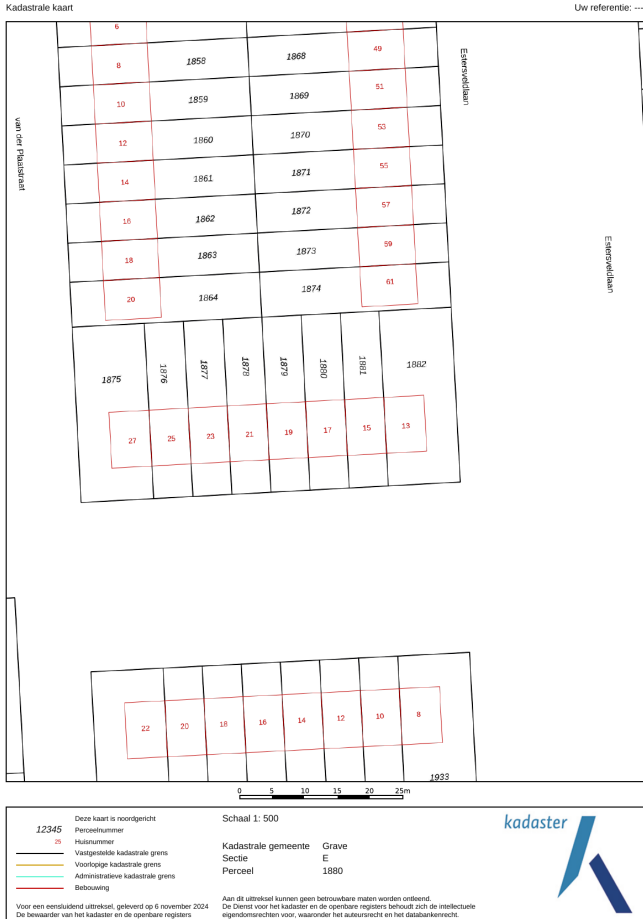 Kadastrale kaart
Uw referentie: ---
6
8
1858
1868
49
10
1859
1869
51
12
1860
1870
53
14
1861
1871
55
16
1862
1872
57
18
1863
1873
59
20
1864
1874
61
van der Plaatstraat
Estersveldlaan
Estersveldlaan
1875
1876
1877
1878
1879
1880
1881
1882
27
25
23
21
19
17
15
13
22
20
18
16
14
12
10
8
1933
0 5 10 15 20 25m
Deze kaart is noordgericht
12345 Perceelnummer
25 Huisnummer
Vastgestelde kadastrale grens
Voorlopige kadastrale grens
Administratieve kadastrale grens
Bebouwing
Voor een eensluidend uittreksel, geleverd op 6 november 2024
De bewaarder van het kadaster en de openbare registers
Schaal 1: 500
Kadastrale gemeente Grave
Sectie E
Perceel 1880
Aan dit uittreksel kunnen geen betrouwbare maten worden ontleend.
De Dienst voor het kadaster en de openbare registers behoudt zich de intellectuele
eigendomsrechten voor, waaronder het auteursrecht en het databankenrecht.
kadaster